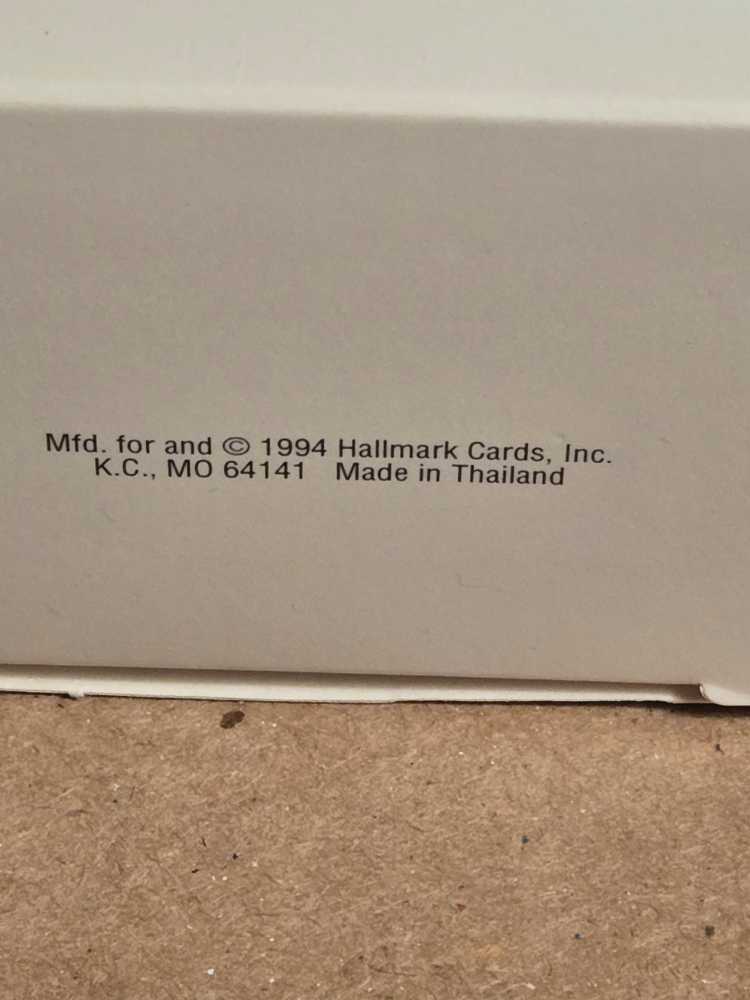 Mfd. for and © 1994 Hallmark Cards, Inc.
K.C., MO 64141 Made in Thailand